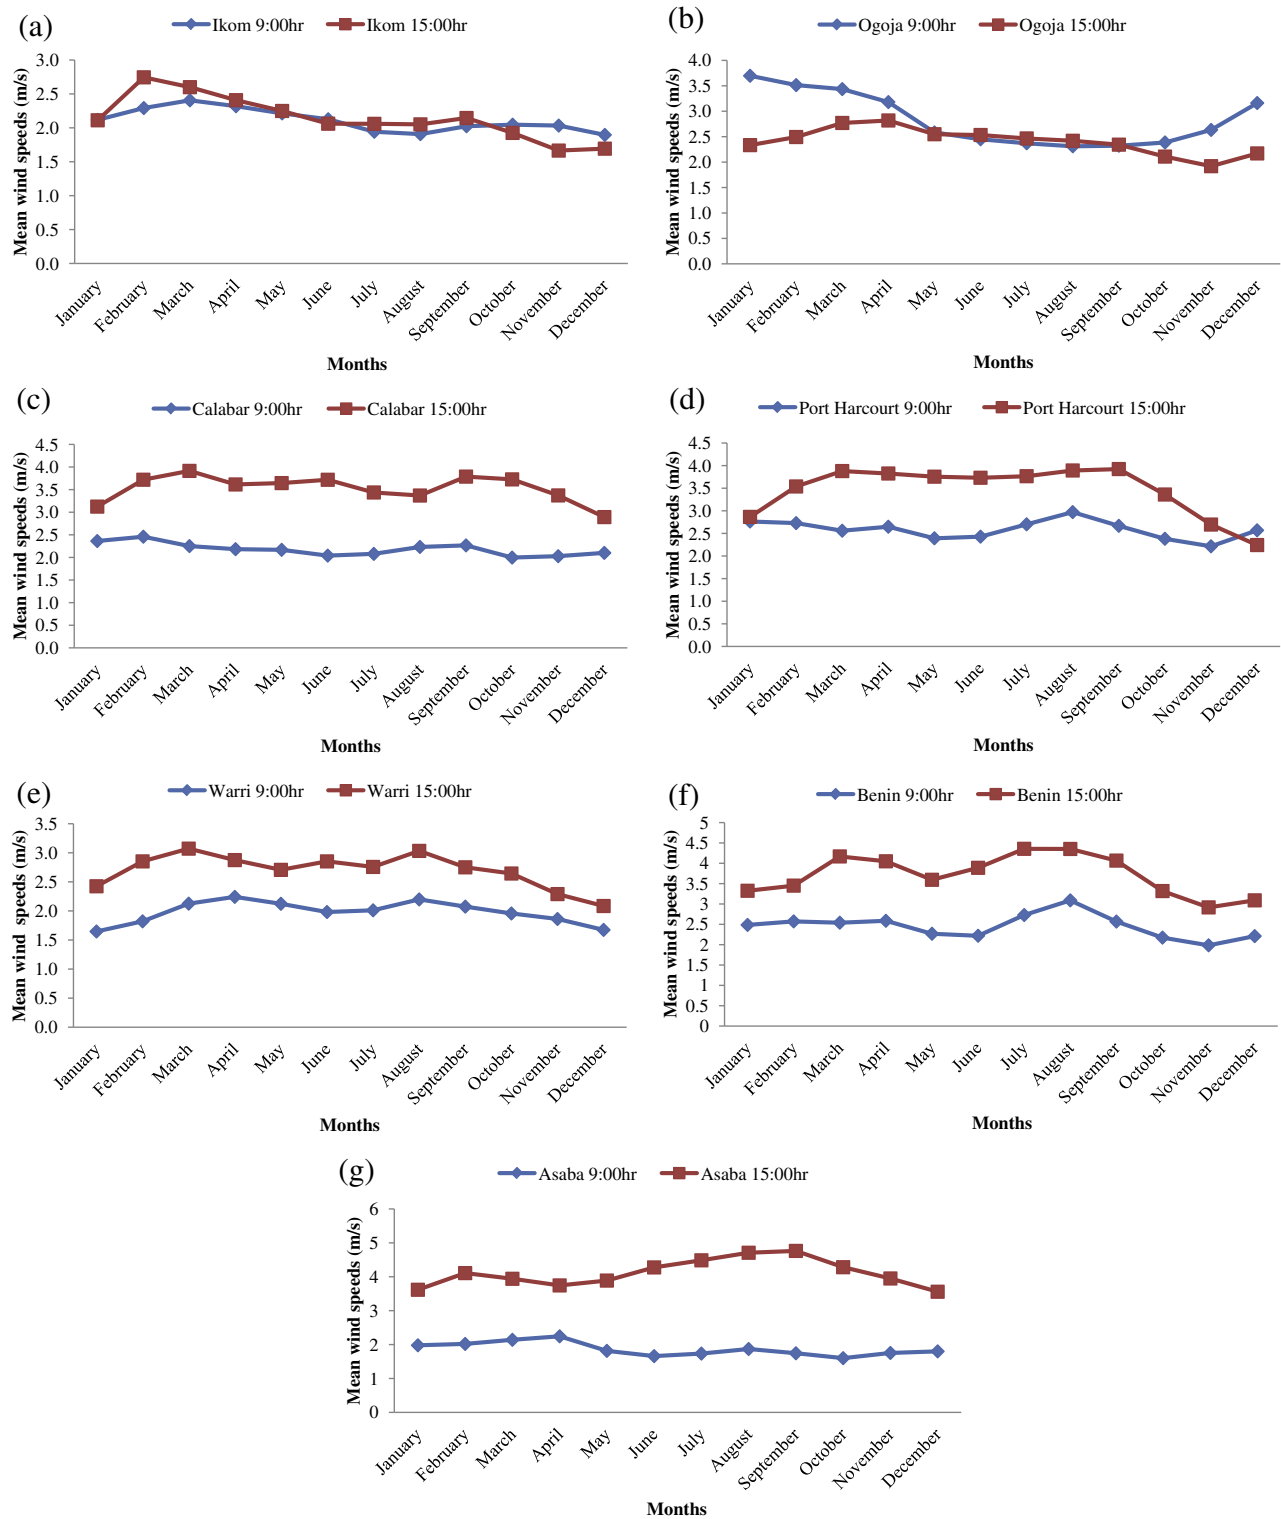 (a)
Ikom 9:00hr Ikom 15:00hr
Mean wind speeds (m/s)
3.0
2.5
2.0
1.5
1.0
0.5
0.0
January February March April May June July August September October November December
Months
(b)
Ogoja 9:00hr Ogoja 15:00hr
Mean wind speeds (m/s)
4.0
3.5
3.0
2.5
2.0
1.5
1.0
0.5
0.0
January February March April May June July August September October November December
Months
(c)
Calabar 9:00hr Calabar 15:00hr
Mean wind speeds (m/s)
4.5
4.0
3.5
3.0
2.5
2.0
1.5
1.0
0.5
0.0
January February March April May June July August September October November December
Months
(d)
Port Harcourt 9:00hr Port Harcourt 15:00hr
Mean wind speeds (m/s)
4.5
4.0
3.5
3.0
2.5
2.0
1.5
1.0
0.5
0.0
January February March April May June July August September October November December
Months
(e)
Warri 9:00hr Warri 15:00hr
Mean wind speeds (m/s)
3.5
3.0
2.5
2.0
1.5
1.0
0.5
0.0
January February March April May June July August September October November December
Months
(f)
Benin 9:00hr Benin 15:00hr
Mean wind speeds (m/s)
5
4.5
4
3.5
3
2.5
2
1.5
1
0.5
0
January February March April May June July August September October November December
Months
(g)
Asaba 9:00hr Asaba 15:00hr
Mean wind speeds (m/s)
6
5
4
3
2
1
0
January February March April May June July August September October November December
Months